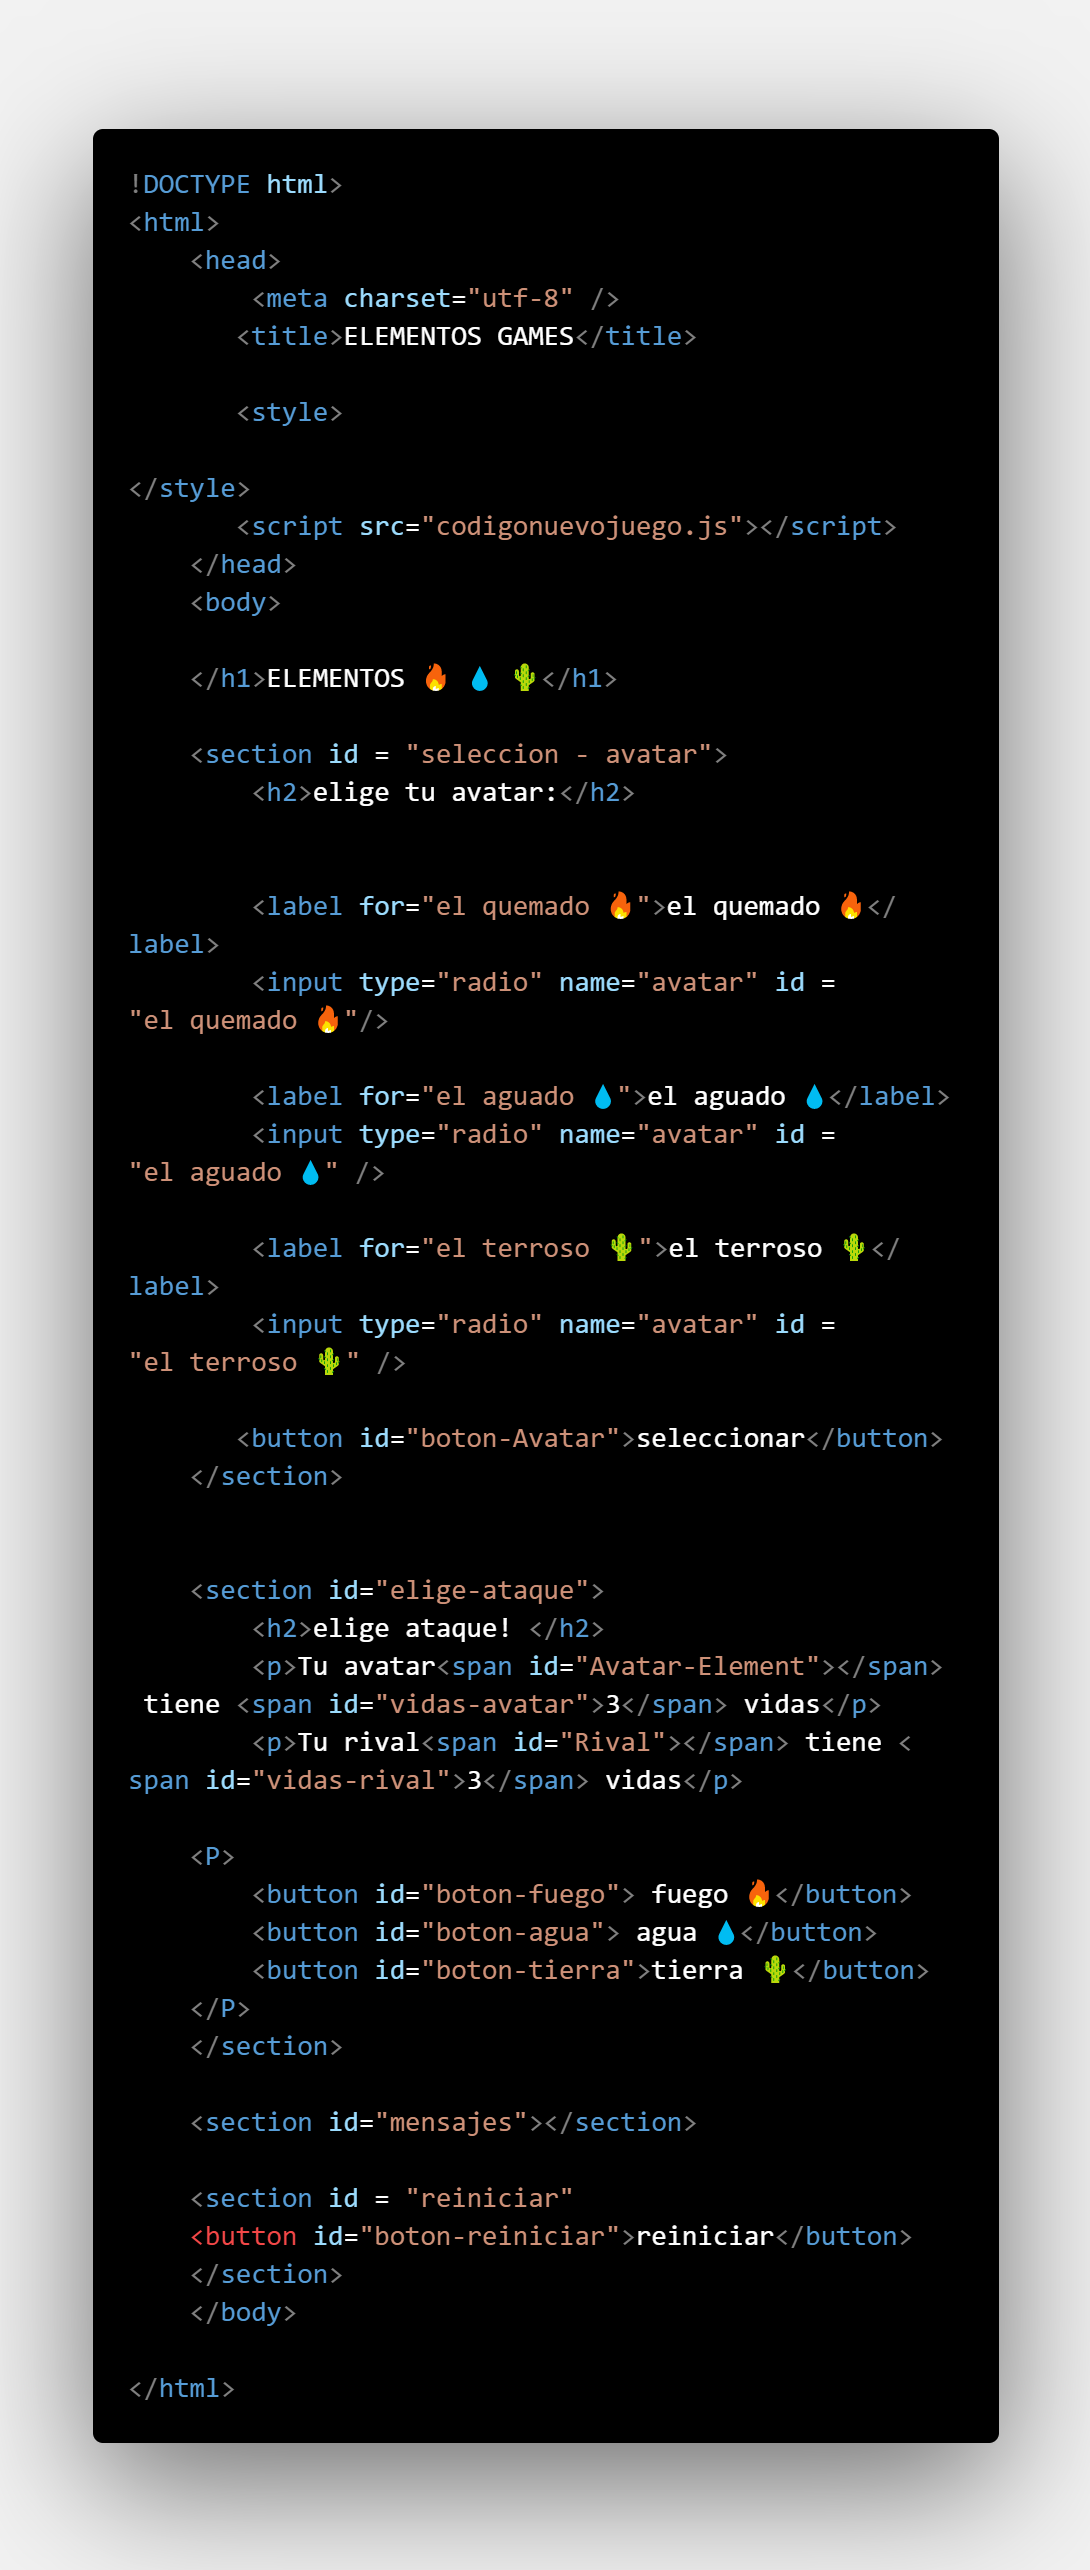 !DOCTYPE html>
<html>
    <head>
        <meta charset="utf-8" />
       <title>ELEMENTOS GAMES</title>
       <style>
</style>
       <script src="codigonuevojuego.js"></script>
    </head>
    <body>
    </h1>ELEMENTOS 🔥 💧 🌵</h1>
    <section id = "seleccion - avatar">
        <h2>elige tu avatar:</h2>
        <label for="el quemado 🔥">el quemado 🔥</
label>
        <input type="radio" name="avatar" id =
"el quemado 🔥"/>
        <label for="el aguado 💧">el aguado 💧</label>
        <input type="radio" name="avatar" id =
"el aguado 💧" />
        <label for="el terroso 🌵">el terroso 🌵</
label>
        <input type="radio" name="avatar" id =
"el terroso 🌵" />
       <button id="boton-Avatar">seleccionar</button>
    </section>
    <section id="elige-ataque">
        <h2>elige ataque! </h2>
        <p>Tu avatar<span id="Avatar-Element"></span>
 tiene <span id="vidas-avatar">3</span> vidas</p>
        <p>Tu rival<span id="Rival"></span> tiene <
span id="vidas-rival">3</span> vidas</p>
    <P>
        <button id="boton-fuego"> fuego 🔥</button>
        <button id="boton-agua"> agua 💧</button>
        <button id="boton-tierra">tierra 🌵</button>
    </P>
    </section>
    <section id="mensajes"></section>
    <section id = "reiniciar"
    <button id="boton-reiniciar">reiniciar</button>
    </section>
    </body>
</html>